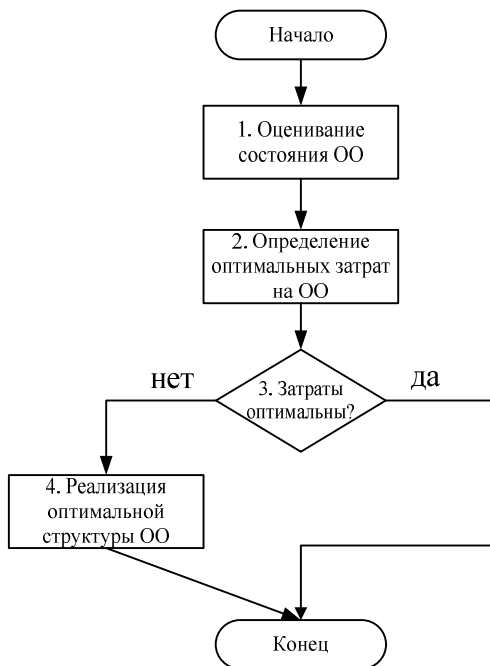 Начало
1. Оценивание
состояния ОО
2. Определение
оптимальных затрат
на ОО
нет
да
3. Затраты
оптимальны?
4. Реализация
оптимальной
структуры ОО
Конец